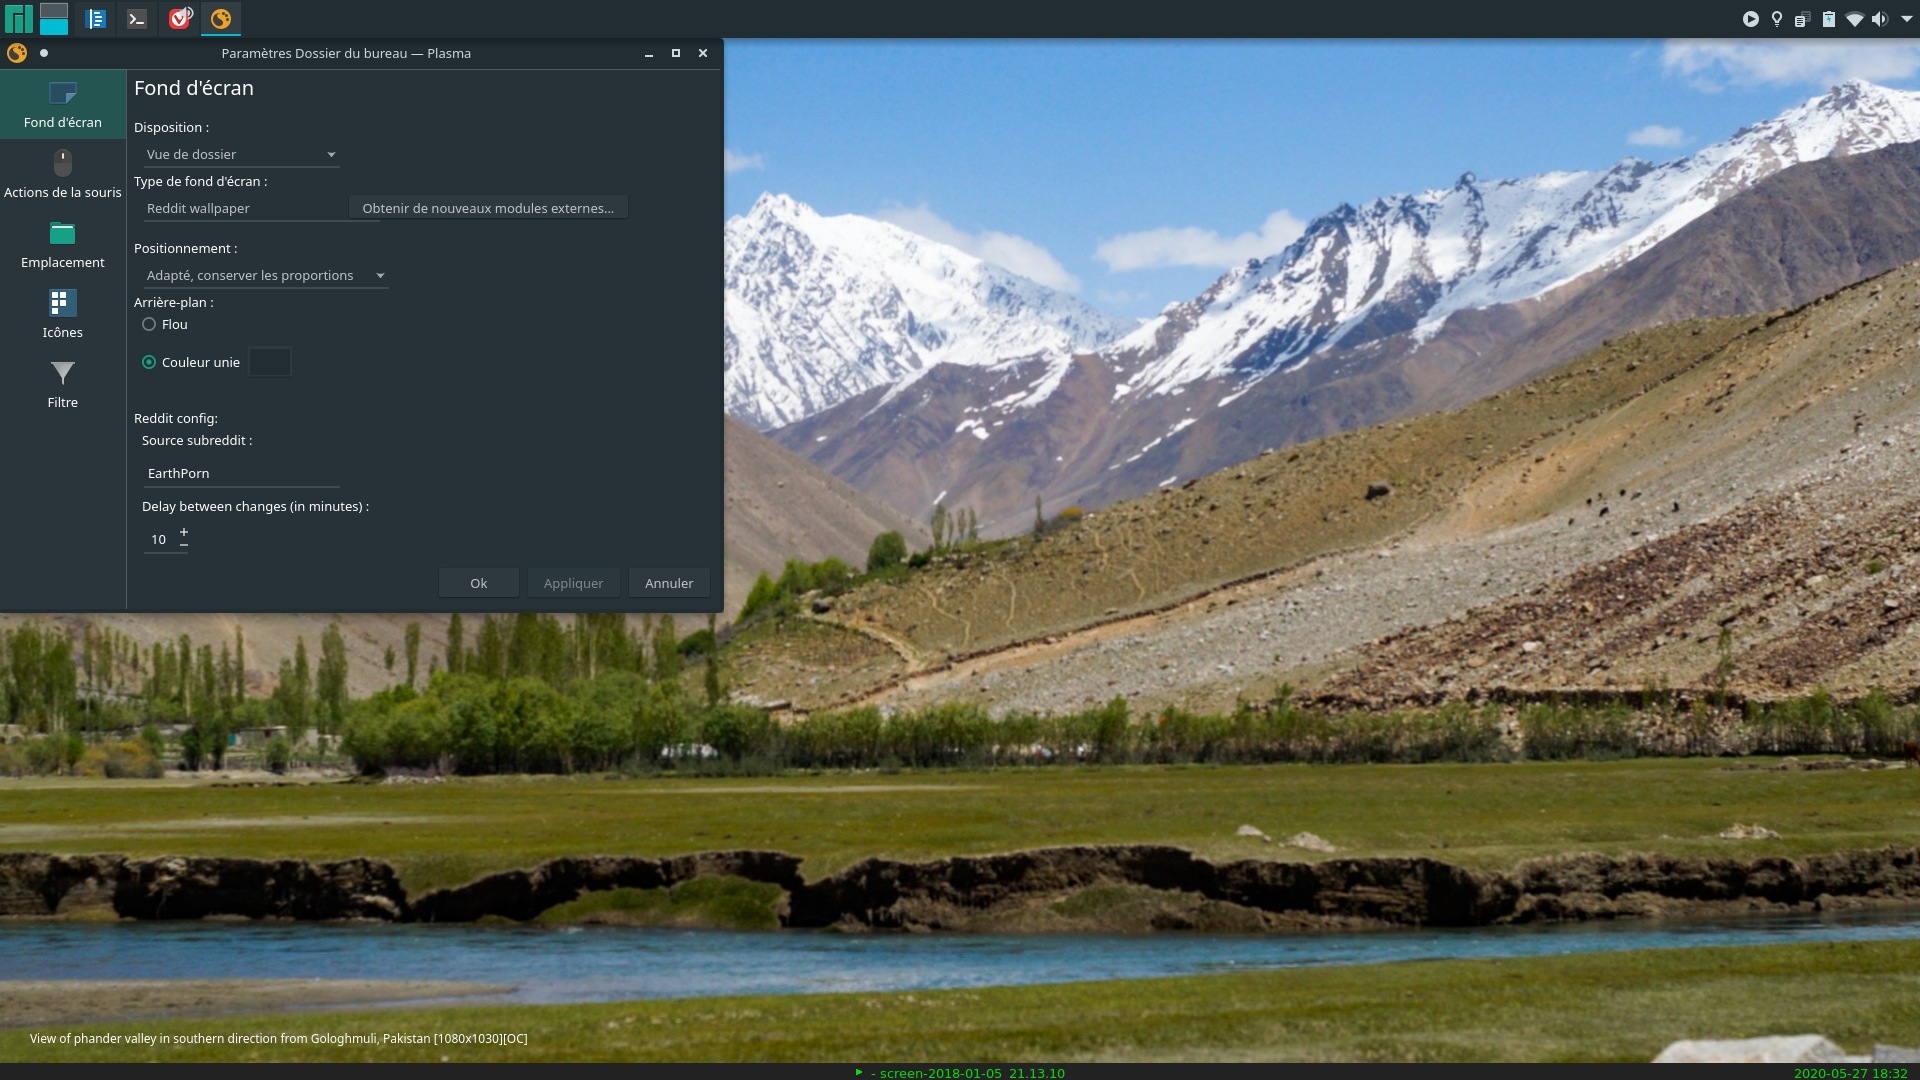 Paramètres Dossier du bureau — Plasma
Fond d'écran
Actions de la souris
Emplacement
Icônes
Filtre
Fond d'écran
Disposition :
Vue de dossier
Type de fond d'écran :
Reddit wallpaper
Obtenir de nouveaux modules externes...
Positionnement :
Adapté, conserver les proportions
Arrière-plan :
Flou
Couleur unie
Reddit config:
Source subreddit :
EarthPorn
Delay between changes (in minutes) :
10
Ok
Appliquer
Annuler
View of phander valley in southern direction from Gologhmuli, Pakistan [1080x1030][OC]
- screen-2018-01-05 21.13.10
2020-05-27 18:32